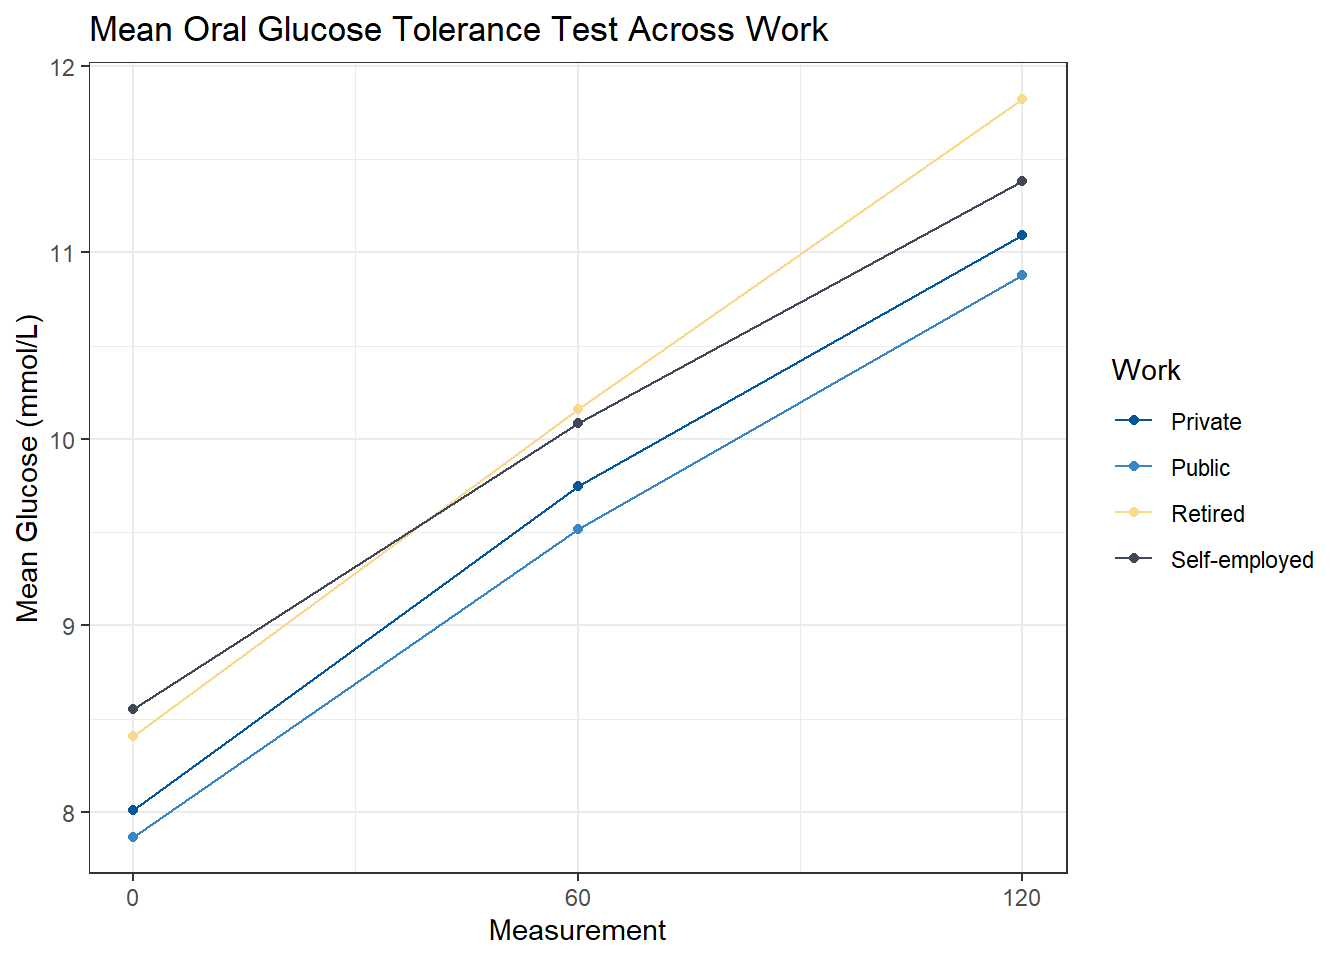 Mean Oral Glucose Tolerance Test Across Work
12
11
10
9
8
Mean Glucose (mmol/L)
0 60 120
Measurement
Work
Private
Public
Retired
Self-employed